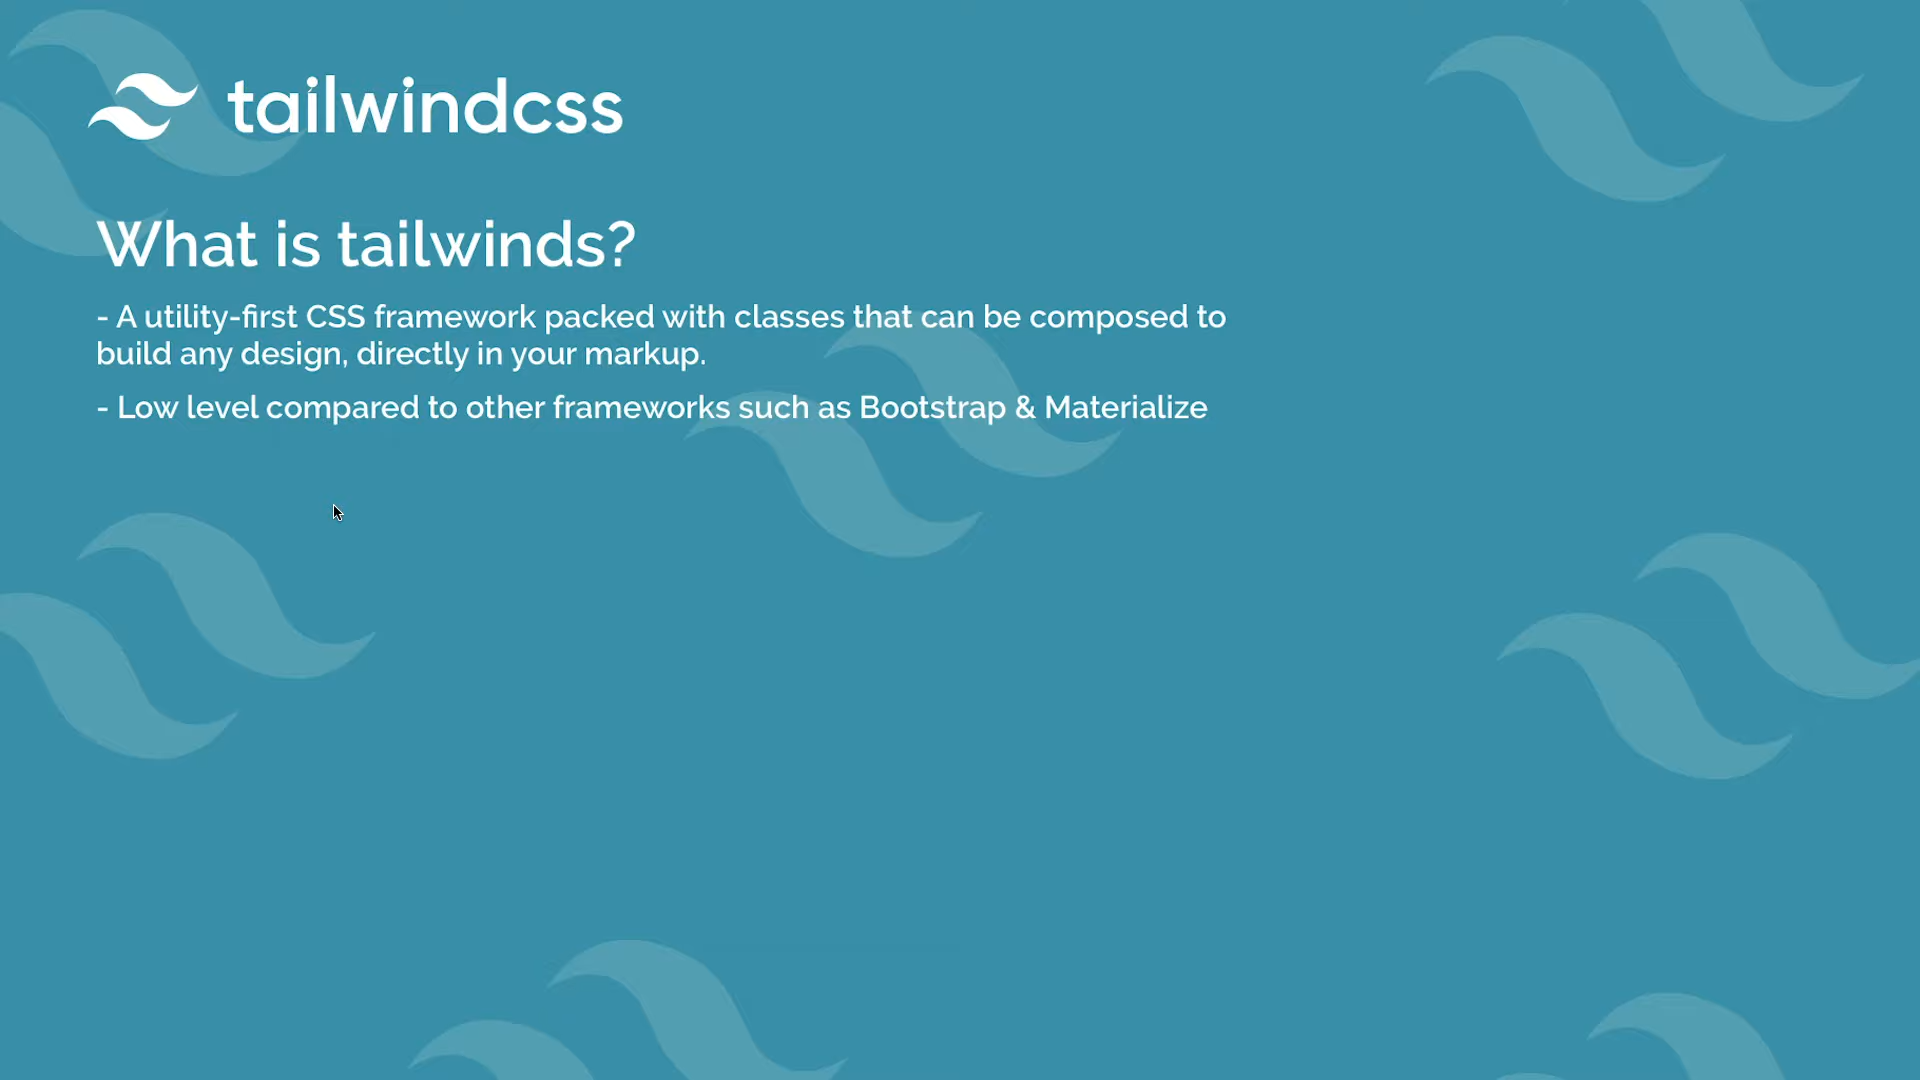 tailwindcss
What is tailwinds?
- A utility-first CSS framework packed with classes that can be composed to
build any design, directly in your markup.
- Low level compared to other frameworks such as Bootstrap & Materialize